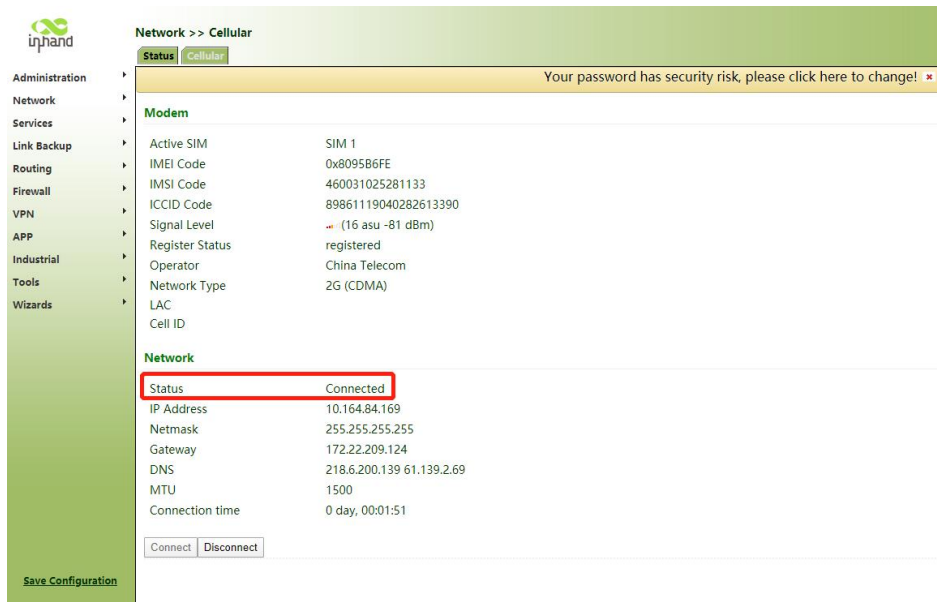 inhand
Network >> Cellular
Status Cellular
Your password has security risk, please click here to change!
Administration
Network
Services
Link Backup
Routing
Firewall
VPN
APP
Industrial
Tools
Wizards
Save Configuration
Modem
Active SIM SIM 1
IMEI Code 0x8095B6FE
IMSI Code 460031025281133
ICCID Code 89861119040282613390
Signal Level (16 asu -81 dBm)
Register Status registered
Operator China Telecom
Network Type 2G (CDMA)
LAC
Cell ID
Network
Status Connected
IP Address 10.164.84.169
Netmask 255.255.255.255
Gateway 172.22.209.124
DNS 218.6.200.139 61.139.2.69
MTU 1500
Connection time 0 day, 00:01:51
Connect Disconnect